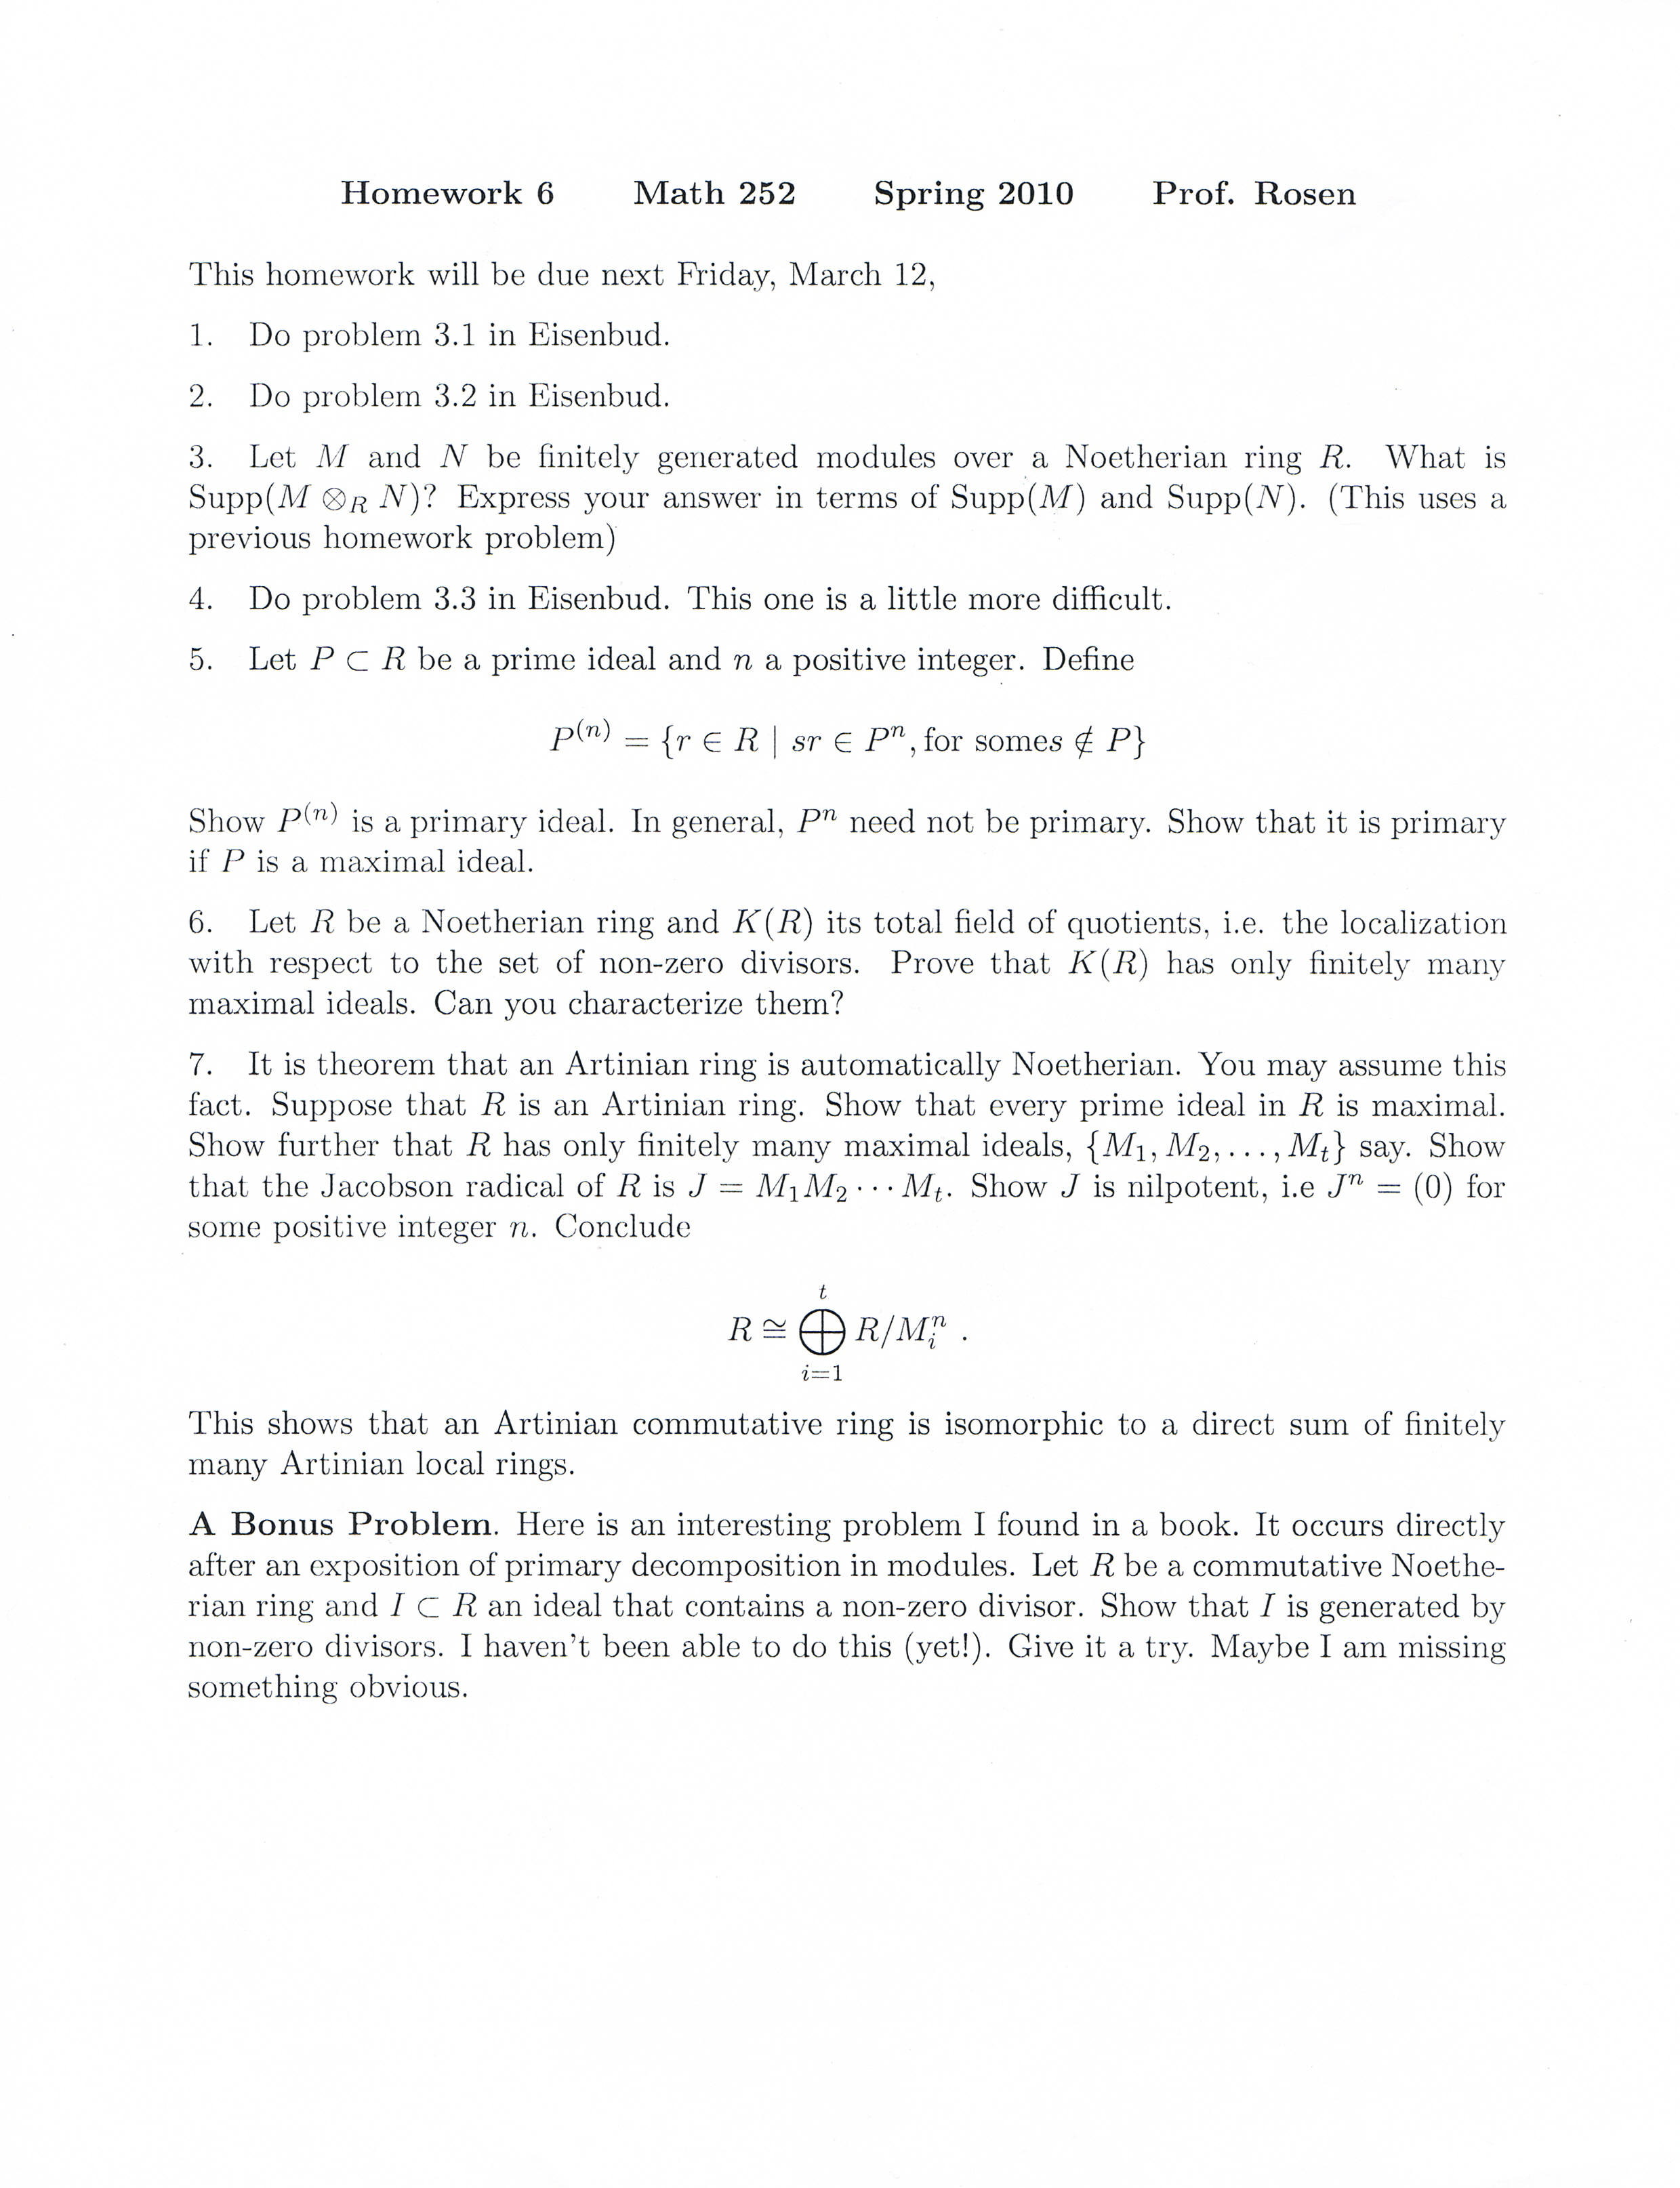 Homework 6 Math 252 Spring 2010 Prof. Rosen
This homework will be due next Friday, March 12,
1. Do problem 3.1 in Eisenbud.
2. Do problem 3.2 in Eisenbud.
3. Let M and N be finitely generated modules over a Noetherian ring R. What is
Supp(M ⊗_R N)? Express your answer in terms of Supp(M) and Supp(N). (This uses a
previous homework problem)
4. Do problem 3.3 in Eisenbud. This one is a little more difficult.
5. Let P ⊂ R be a prime ideal and n a positive integer. Define
P^{(n)} = {r ∈ R | sr ∈ P^n, for somes ∉ P}
Show P^{(n)} is a primary ideal. In general, P^n need not be primary. Show that it is primary
if P is a maximal ideal.
6. Let R be a Noetherian ring and K(R) its total field of quotients, i.e. the localization
with respect to the set of non-zero divisors. Prove that K(R) has only finitely many
maximal ideals. Can you characterize them?
7. It is theorem that an Artinian ring is automatically Noetherian. You may assume this
fact. Suppose that R is an Artinian ring. Show that every prime ideal in R is maximal.
Show further that R has only finitely many maximal ideals, {M_1, M_2, . . . , M_t} say. Show
that the Jacobson radical of R is J = M_1M_2 · · · M_t. Show J is nilpotent, i.e J^n = (0) for
some positive integer n. Conclude
R ≅ ⊕_{i=1}^{t} R/M_i^n .
This shows that an Artinian commutative ring is isomorphic to a direct sum of finitely
many Artinian local rings.
A Bonus Problem. Here is an interesting problem I found in a book. It occurs directly
after an exposition of primary decomposition in modules. Let R be a commutative Noethe-
rian ring and I ⊂ R an ideal that contains a non-zero divisor. Show that I is generated by
non-zero divisors. I haven't been able to do this (yet!). Give it a try. Maybe I am missing
something obvious.